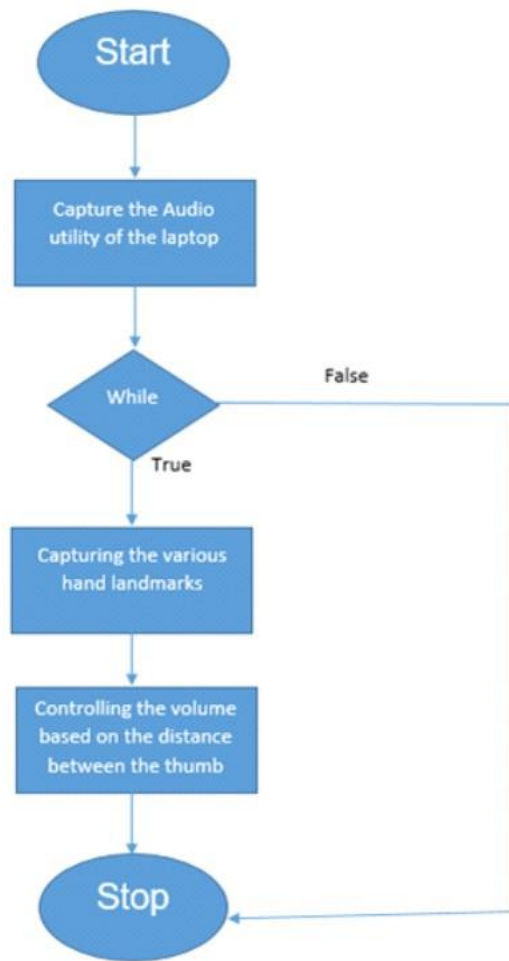 Start
Capture the Audio
utility of the laptop
While
False
True
Capturing the various
hand landmarks
Controlling the volume
based on the distance
between the thumb
Stop